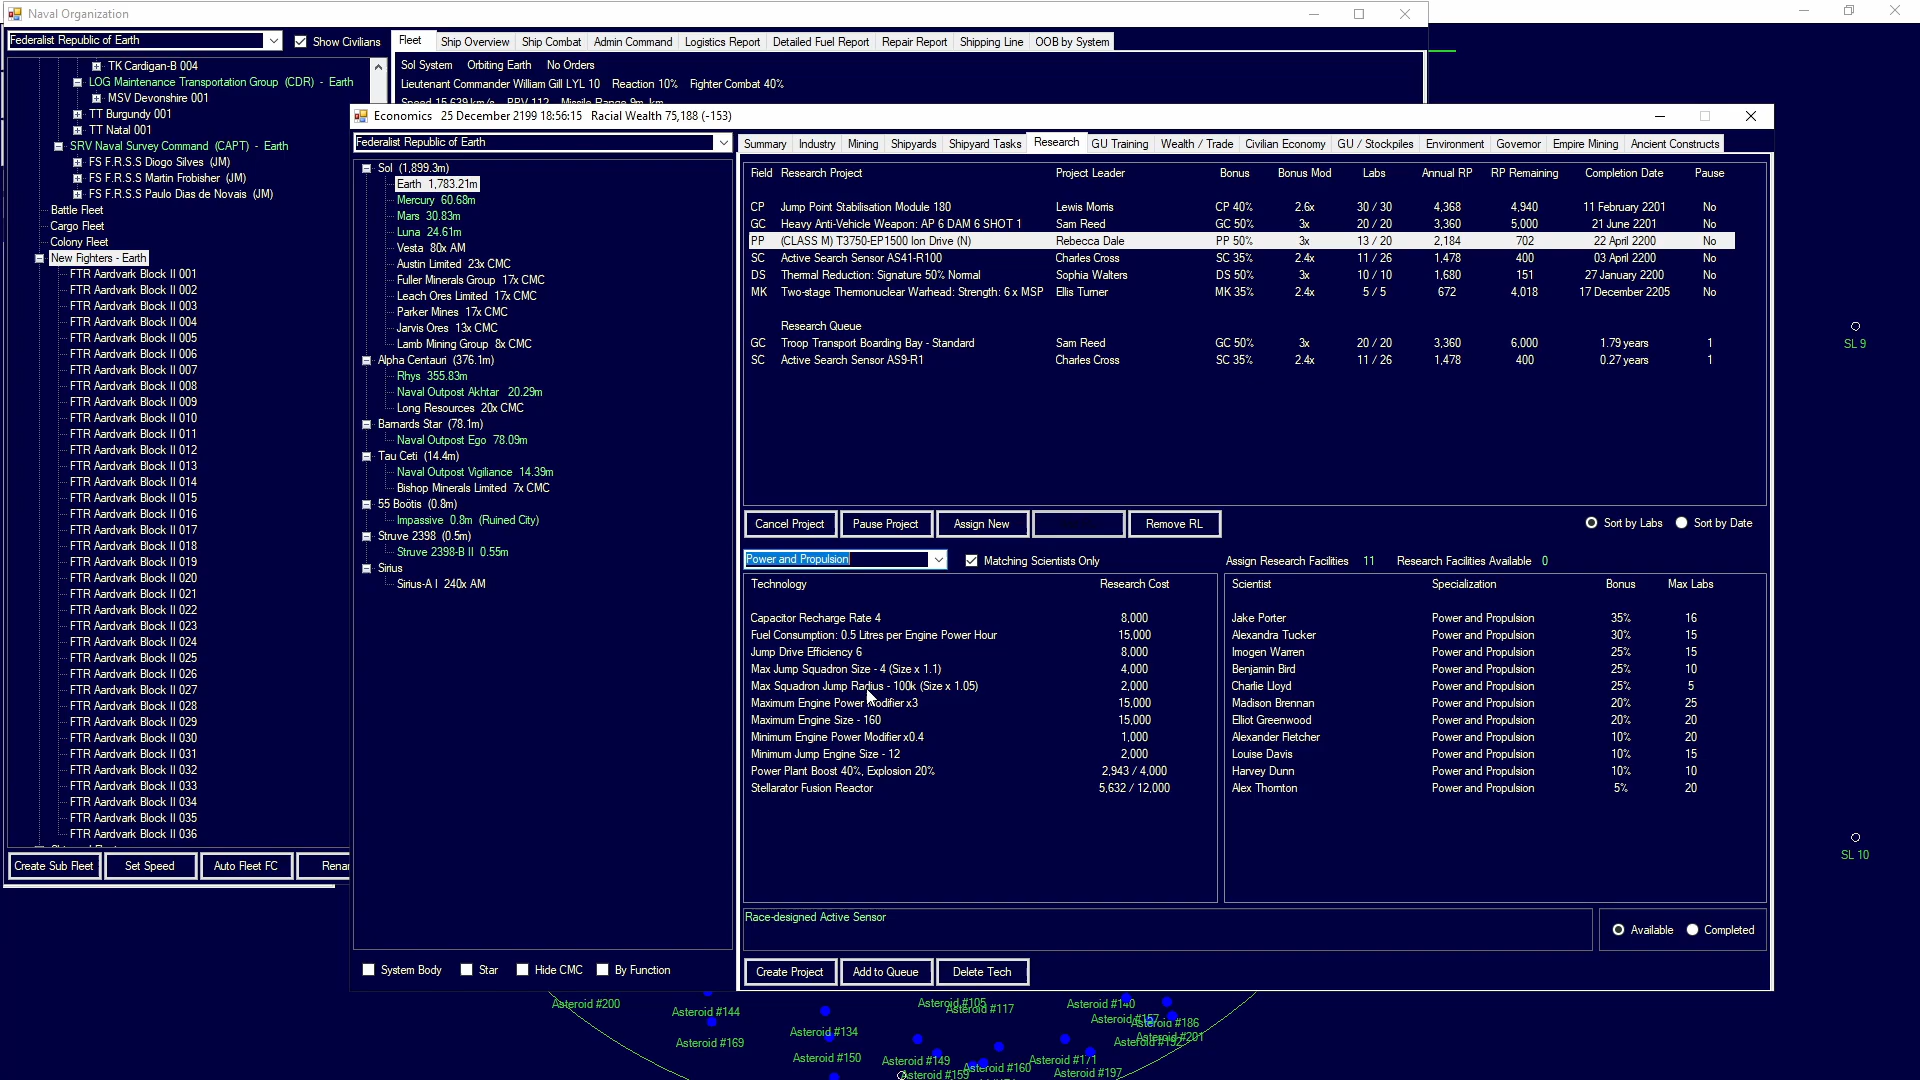 Naval Organization
Federalist Republic of Earth
Show Civilians
Fleet Ship Overview Ship Combat Admin Command Logistics Report Detailed Fuel Report Repair Report Shipping Line OOB by System
Sol System Orbiting Earth No Orders
Lieutenant Commander William Gill LYL 10 Reaction 10% Fighter Combat 40%
Speed 15,639 km/s PPV 112 Missile Range 9m km
TK Cardigan-B 004
LOG Maintenance Transportation Group (CDR) - Earth
MSV Devonshire 001
TT Burgundy 001
TT Natal 001
SRV Naval Survey Command (CAPT) - Earth
FS F.R.S.S Diogo Silves (JM)
FS F.R.S.S Martin Frobisher (JM)
FS F.R.S.S Paulo Dias de Novais (JM)
Battle Fleet
Cargo Fleet
Colony Fleet
New Fighters - Earth
FTR Aardvark Block II 001
FTR Aardvark Block II 002
FTR Aardvark Block II 003
FTR Aardvark Block II 004
FTR Aardvark Block II 005
FTR Aardvark Block II 006
FTR Aardvark Block II 007
FTR Aardvark Block II 008
FTR Aardvark Block II 009
FTR Aardvark Block II 010
FTR Aardvark Block II 011
FTR Aardvark Block II 012
FTR Aardvark Block II 013
FTR Aardvark Block II 014
FTR Aardvark Block II 015
FTR Aardvark Block II 016
FTR Aardvark Block II 017
FTR Aardvark Block II 018
FTR Aardvark Block II 019
FTR Aardvark Block II 020
FTR Aardvark Block II 021
FTR Aardvark Block II 022
FTR Aardvark Block II 023
FTR Aardvark Block II 024
FTR Aardvark Block II 025
FTR Aardvark Block II 026
FTR Aardvark Block II 027
FTR Aardvark Block II 028
FTR Aardvark Block II 029
FTR Aardvark Block II 030
FTR Aardvark Block II 031
FTR Aardvark Block II 032
FTR Aardvark Block II 033
FTR Aardvark Block II 034
FTR Aardvark Block II 035
FTR Aardvark Block II 036
Create Sub Fleet Set Speed Auto Fleet FC Renam
Economics 25 December 2199 18:56:15 Racial Wealth 75,188 (-153)
Federalist Republic of Earth
Sol (1,899.3m)
Earth 1,783.21m
Mercury 60.68m
Mars 30.83m
Luna 24.61m
Vesta 80x AM
Austin Limited 23x CMC
Fuller Minerals Group 17x CMC
Leach Ores Limited 17x CMC
Parker Mines 17x CMC
Jarvis Ores 13x CMC
Lamb Mining Group 8x CMC
Alpha Centauri (376.1m)
Rhys 355.83m
Naval Outpost Akhtar 20.29m
Long Resources 20x CMC
Barnards Star (78.1m)
Naval Outpost Ego 78.09m
Tau Ceti (14.4m)
Naval Outpost Vigiliance 14.39m
Bishop Minerals Limited 7x CMC
55 Boötis (0.8m)
Impassive 0.8m (Ruined City)
Struve 2398 (0.5m)
Struve 2398-B II 0.55m
Sirius
Sirius-A I 240x AM
System Body Star Hide CMC By Function
Summary Industry Mining Shipyards Shipyard Tasks Research GU Training Wealth / Trade Civilian Economy GU / Stockpiles Environment Governor Empire Mining Ancient Constructs
Field Research Project Project Leader Bonus Bonus Mod Labs Annual RP RP Remaining Completion Date Pause
CP Jump Point Stabilisation Module 180 Lewis Morris CP 40% 2.6x 30 / 30 4,368 4,940 11 February 2201 No
GC Heavy Anti-Vehicle Weapon: AP 6 DAM 6 SHOT 1 Sam Reed GC 50% 3x 20 / 20 3,360 5,000 21 June 2201 No
PP (CLASS M) T3750-EP1500 Ion Drive (N) Rebecca Dale PP 50% 3x 13 / 20 2,184 702 22 April 2200 No
SC Active Search Sensor AS41-R100 Charles Cross SC 35% 2.4x 11 / 26 1,478 400 03 April 2200 No
DS Thermal Reduction: Signature 50% Normal Sophia Walters DS 50% 3x 10 / 10 1,680 151 27 January 2200 No
MK Two-stage Thermonuclear Warhead: Strength: 6 x MSP Ellis Turner MK 35% 2.4x 5 / 5 672 4,018 17 December 2205 No
Research Queue
GC Troop Transport Boarding Bay - Standard Sam Reed GC 50% 3x 20 / 20 3,360 6,000 1.79 years 1
SC Active Search Sensor AS9-R1 Charles Cross SC 35% 2.4x 11 / 26 1,478 400 0.27 years 1
Cancel Project Pause Project Assign New Remove RL
Sort by Labs Sort by Date
Power and Propulsion
Matching Scientists Only
Assign Research Facilities 11 Research Facilities Available 0
Technology Research Cost
Capacitor Recharge Rate 4 8,000
Fuel Consumption: 0.5 Litres per Engine Power Hour 15,000
Jump Drive Efficiency 6 8,000
Max Jump Squadron Size - 4 (Size x 1.1) 4,000
Max Squadron Jump Radius - 100k (Size x 1.05) 2,000
Maximum Engine Power Modifier x3 15,000
Maximum Engine Size - 160 15,000
Minimum Engine Power Modifier x0.4 1,000
Minimum Jump Engine Size - 12 2,000
Power Plant Boost 40%, Explosion 20% 2,943 / 4,000
Stellarator Fusion Reactor 5,632 / 12,000
Scientist Specialization Bonus Max Labs
Jake Porter Power and Propulsion 35% 16
Alexandra Tucker Power and Propulsion 30% 15
Imogen Warren Power and Propulsion 25% 15
Benjamin Bird Power and Propulsion 25% 10
Charlie Lloyd Power and Propulsion 25% 5
Madison Brennan Power and Propulsion 20% 25
Elliot Greenwood Power and Propulsion 20% 20
Alexander Fletcher Power and Propulsion 10% 20
Louise Davis Power and Propulsion 10% 15
Harvey Dunn Power and Propulsion 10% 10
Alex Thornton Power and Propulsion 5% 20
Race-designed Active Sensor
Available Completed
Create Project Add to Queue Delete Tech
SL 9
SL 10
Asteroid #200
Asteroid #144
Asteroid #105
Asteroid #117
Asteroid #140
Asteroid #157
Asteroid #186
Asteroid #134
Asteroid #169
Asteroid #192
Asteroid #201
Asteroid #150
Asteroid #149
Asteroid #171
Asteroid #160
Asteroid #159
Asteroid #197